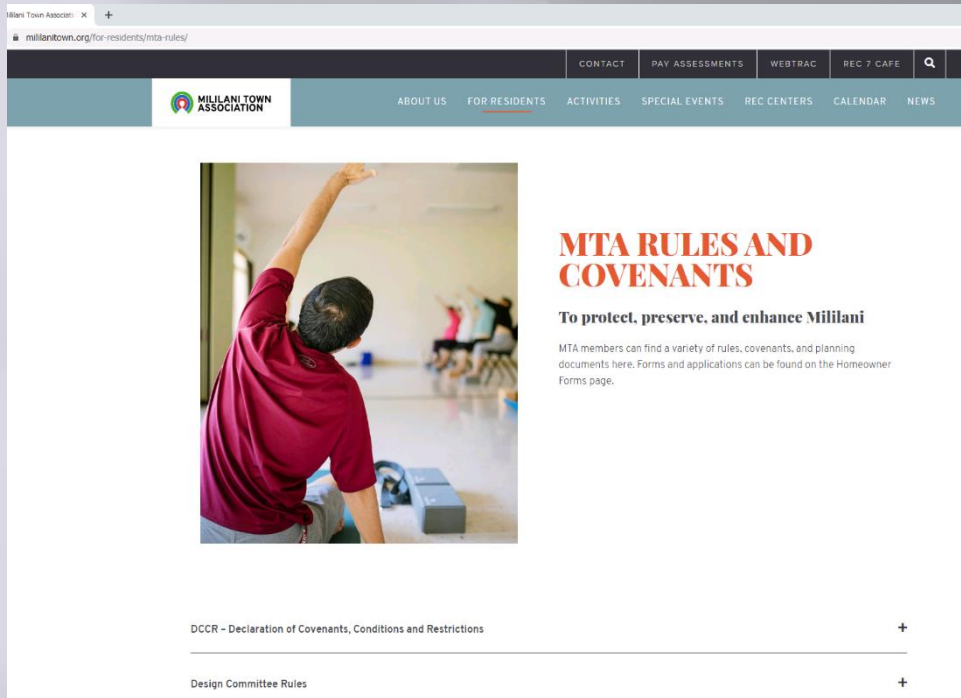 Mililani Town Associati
mililanitown.org/for-residents/mta-rules/
CONTACT PAY ASSESSMENTS WEBTRAC REC 7 CAFE
MILILANI TOWN
ASSOCIATION
ABOUT US FOR RESIDENTS ACTIVITIES SPECIAL EVENTS REC CENTERS CALENDAR NEWS
MTA RULES AND
COVENANTS
To protect, preserve, and enhance Mililani
MTA members can find a variety of rules, covenants, and planning
documents here. Forms and applications can be found on the Homeowner
Forms page.
DCCR – Declaration of Covenants, Conditions and Restrictions +
Design Committee Rules +